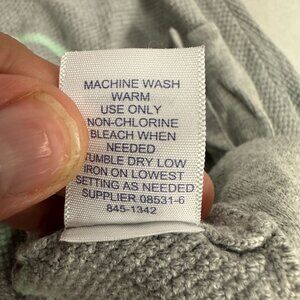 MACHINE WASH
WARM
USE ONLY
NON-CHLORINE
BLEACH WHEN
NEEDED
TUMBLE DRY LOW
IRON ON LOWEST
SETTING AS NEEDED
SUPPLIER 08531-6
845-1342